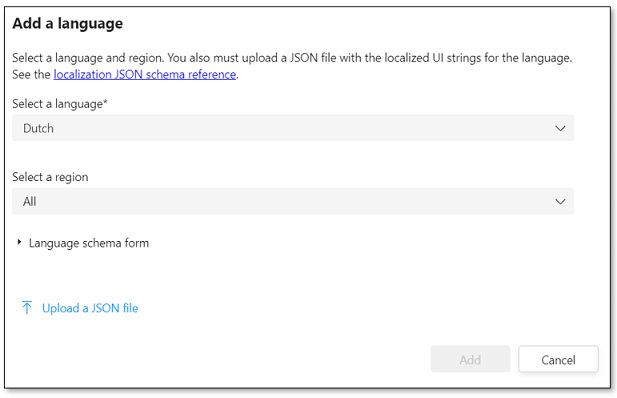 Add a language
Select a language and region. You also must upload a JSON file with the localized UI strings for the language.
See the localization JSON schema reference.
Select a language*
Dutch
Select a region
All
Language schema form
Upload a JSON file
Add
Cancel